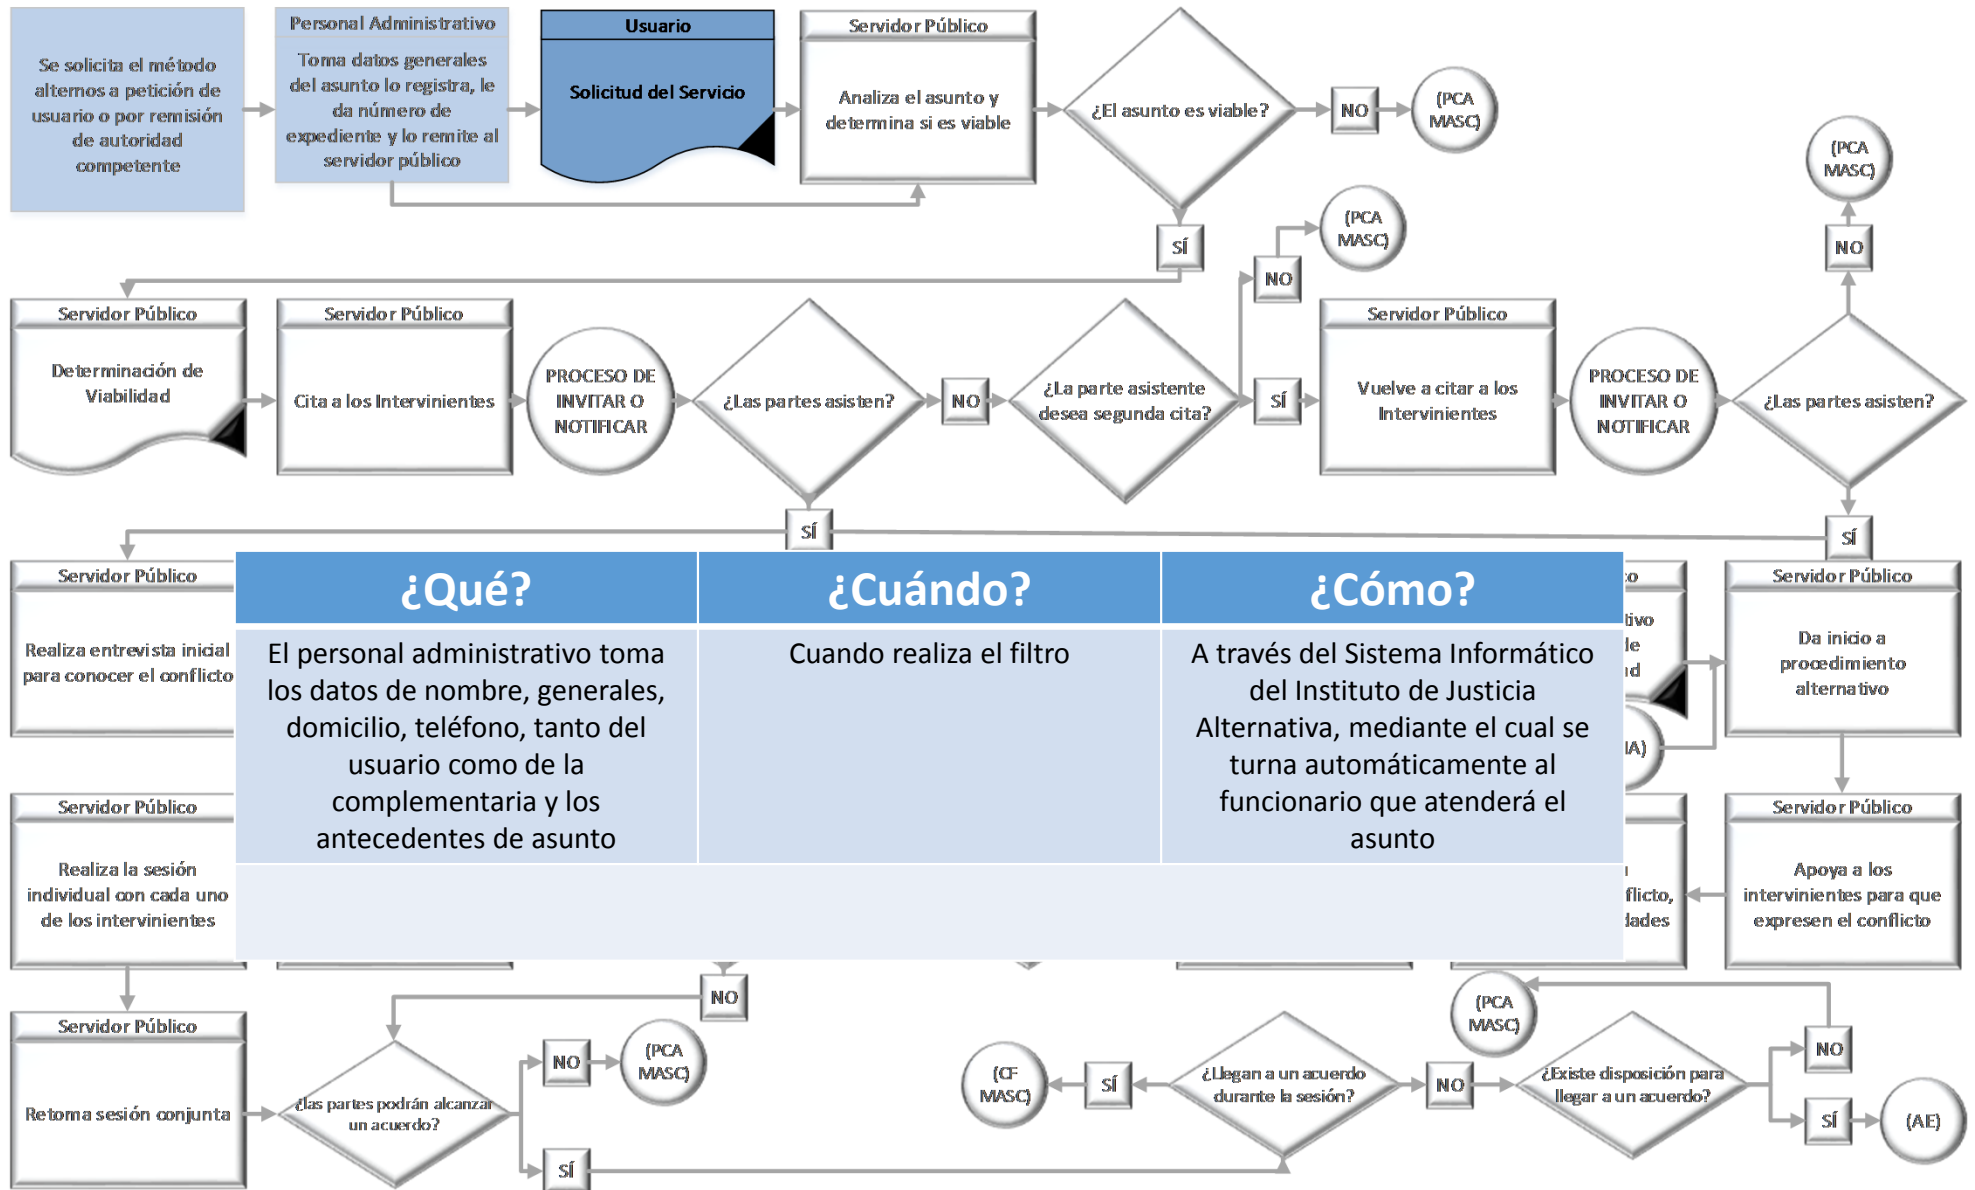 Se solicita el método
alternos a petición de
usuario o por remisión
de autoridad
competente
Personal Administrativo
Toma datos generales
del asunto lo registra, le
da número de
expediente y lo remite al
servidor público
Usuario
Solicitud del Servicio
Servidor Público
Analiza el asunto y
determina si es viable
¿El asunto es viable?
NO
(PCA
MASC)
SÍ
(PCA
MASC)
NO
(PCA
MASC)
NO
Servidor Público
Determinación de
Viabilidad
Servidor Público
Cita a los Intervinientes
PROCESO DE
INVITAR O
NOTIFICAR
¿Las partes asisten?
NO
¿La parte asistente
desea segunda cita?
SÍ
Servidor Público
Vuelve a citar a los
Intervinientes
PROCESO DE
INVITAR O
NOTIFICAR
¿Las partes asisten?
SÍ
SÍ
Servidor Público
Realiza entrevista inicial
para conocer el conflicto
¿Qué?
¿Cuándo?
¿Cómo?
El personal administrativo toma
los datos de nombre, generales,
domicilio, teléfono, tanto del
usuario como de la
complementaria y los
antecedentes de asunto
Cuando realiza el filtro
A través del Sistema Informático
del Instituto de Justicia
Alternativa, mediante el cual se
turna automáticamente al
funcionario que atenderá el
asunto
Servidor Público
Da inicio a
procedimiento
alternativo
Servidor Público
Realiza la sesión
individual con cada uno
de los intervinientes
flicto,
dades
Servidor Público
Apoya a los
intervinientes para que
expresen el conflicto
NO
Servidor Público
Retoma sesión conjunta
¿las partes podrán alcanzar
un acuerdo?
NO
(PCA
MASC)
SÍ
(CF
MASC)
SÍ
¿Llegan a un acuerdo
durante la sesión?
NO
(PCA
MASC)
¿Existe disposición para
llegar a un acuerdo?
NO
SÍ
(AE)